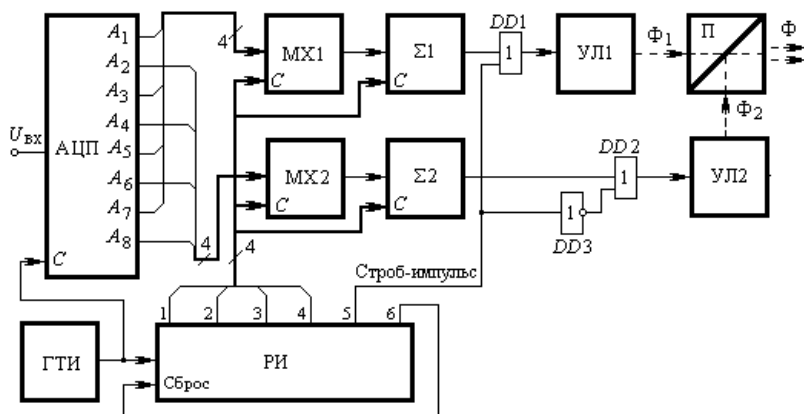 A1
A2
A3
A4
A5
A6
A7
A8
Uвх
АЦП
C
4
МХ1
C
Σ1
C
DD1
1
УЛ1
Ф1
П
Ф
Ф2
4
МХ2
C
Σ2
C
DD2
1
УЛ2
1
DD3
4
Строб-импульс
1 2 3 4 5 6
ГТИ
РИ
Сброс